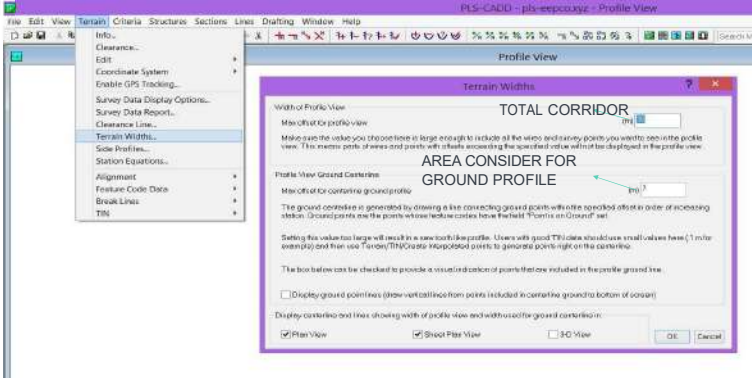 PLS-CADD - pls-eepco.xyz - Profile View
File Edit View Terrain Criteria Structures Sections Lines Drafting Window Help
Info...
Clearance...
Edit
Coordinate System
Enable GPS Tracking...
Survey Data Display Options...
Survey Data Report...
Clearance Line...
Terrain Widths...
Side Profiles...
Station Equations...
Alignment
Feature Code Data
Break Lines
TIN
Profile View
Terrain Widths
? ×
Width of Profile View
TOTAL CORRIDOR
Max offset for profile view
(m)
Make sure the value you choose here is large enough to include all the wires and survey points you want to see in the profile
view. This means parts of wires and points with offsets exceeding the specified value will not be displayed in the profile view.
AREA CONSIDER FOR
GROUND PROFILE
Profile View Ground Centerline
Max offset for centerline ground profile
(m)
The ground centerline is generated by drawing a line connecting ground points within the specified offset in order of increasing
station. Ground points are the points whose feature codes have the field "Point is on Ground" set.
Setting this value too large will result in a sawtooth like profile. Users with good TIN data should use small values here (.1 m for
example) and then use Terrain/TIN/Create Interpolated points to generate points right on the centerline.
The box below can be checked to provide a visual indication of points that are included in the profile ground line.
Display ground point lines (draw vertical lines from points included in centerline ground to bottom of screen)
Display centerline and lines showing width of profile view and width used for ground centerline in:
Plan View
Sheet Plan View
3-D View
OK
Cancel